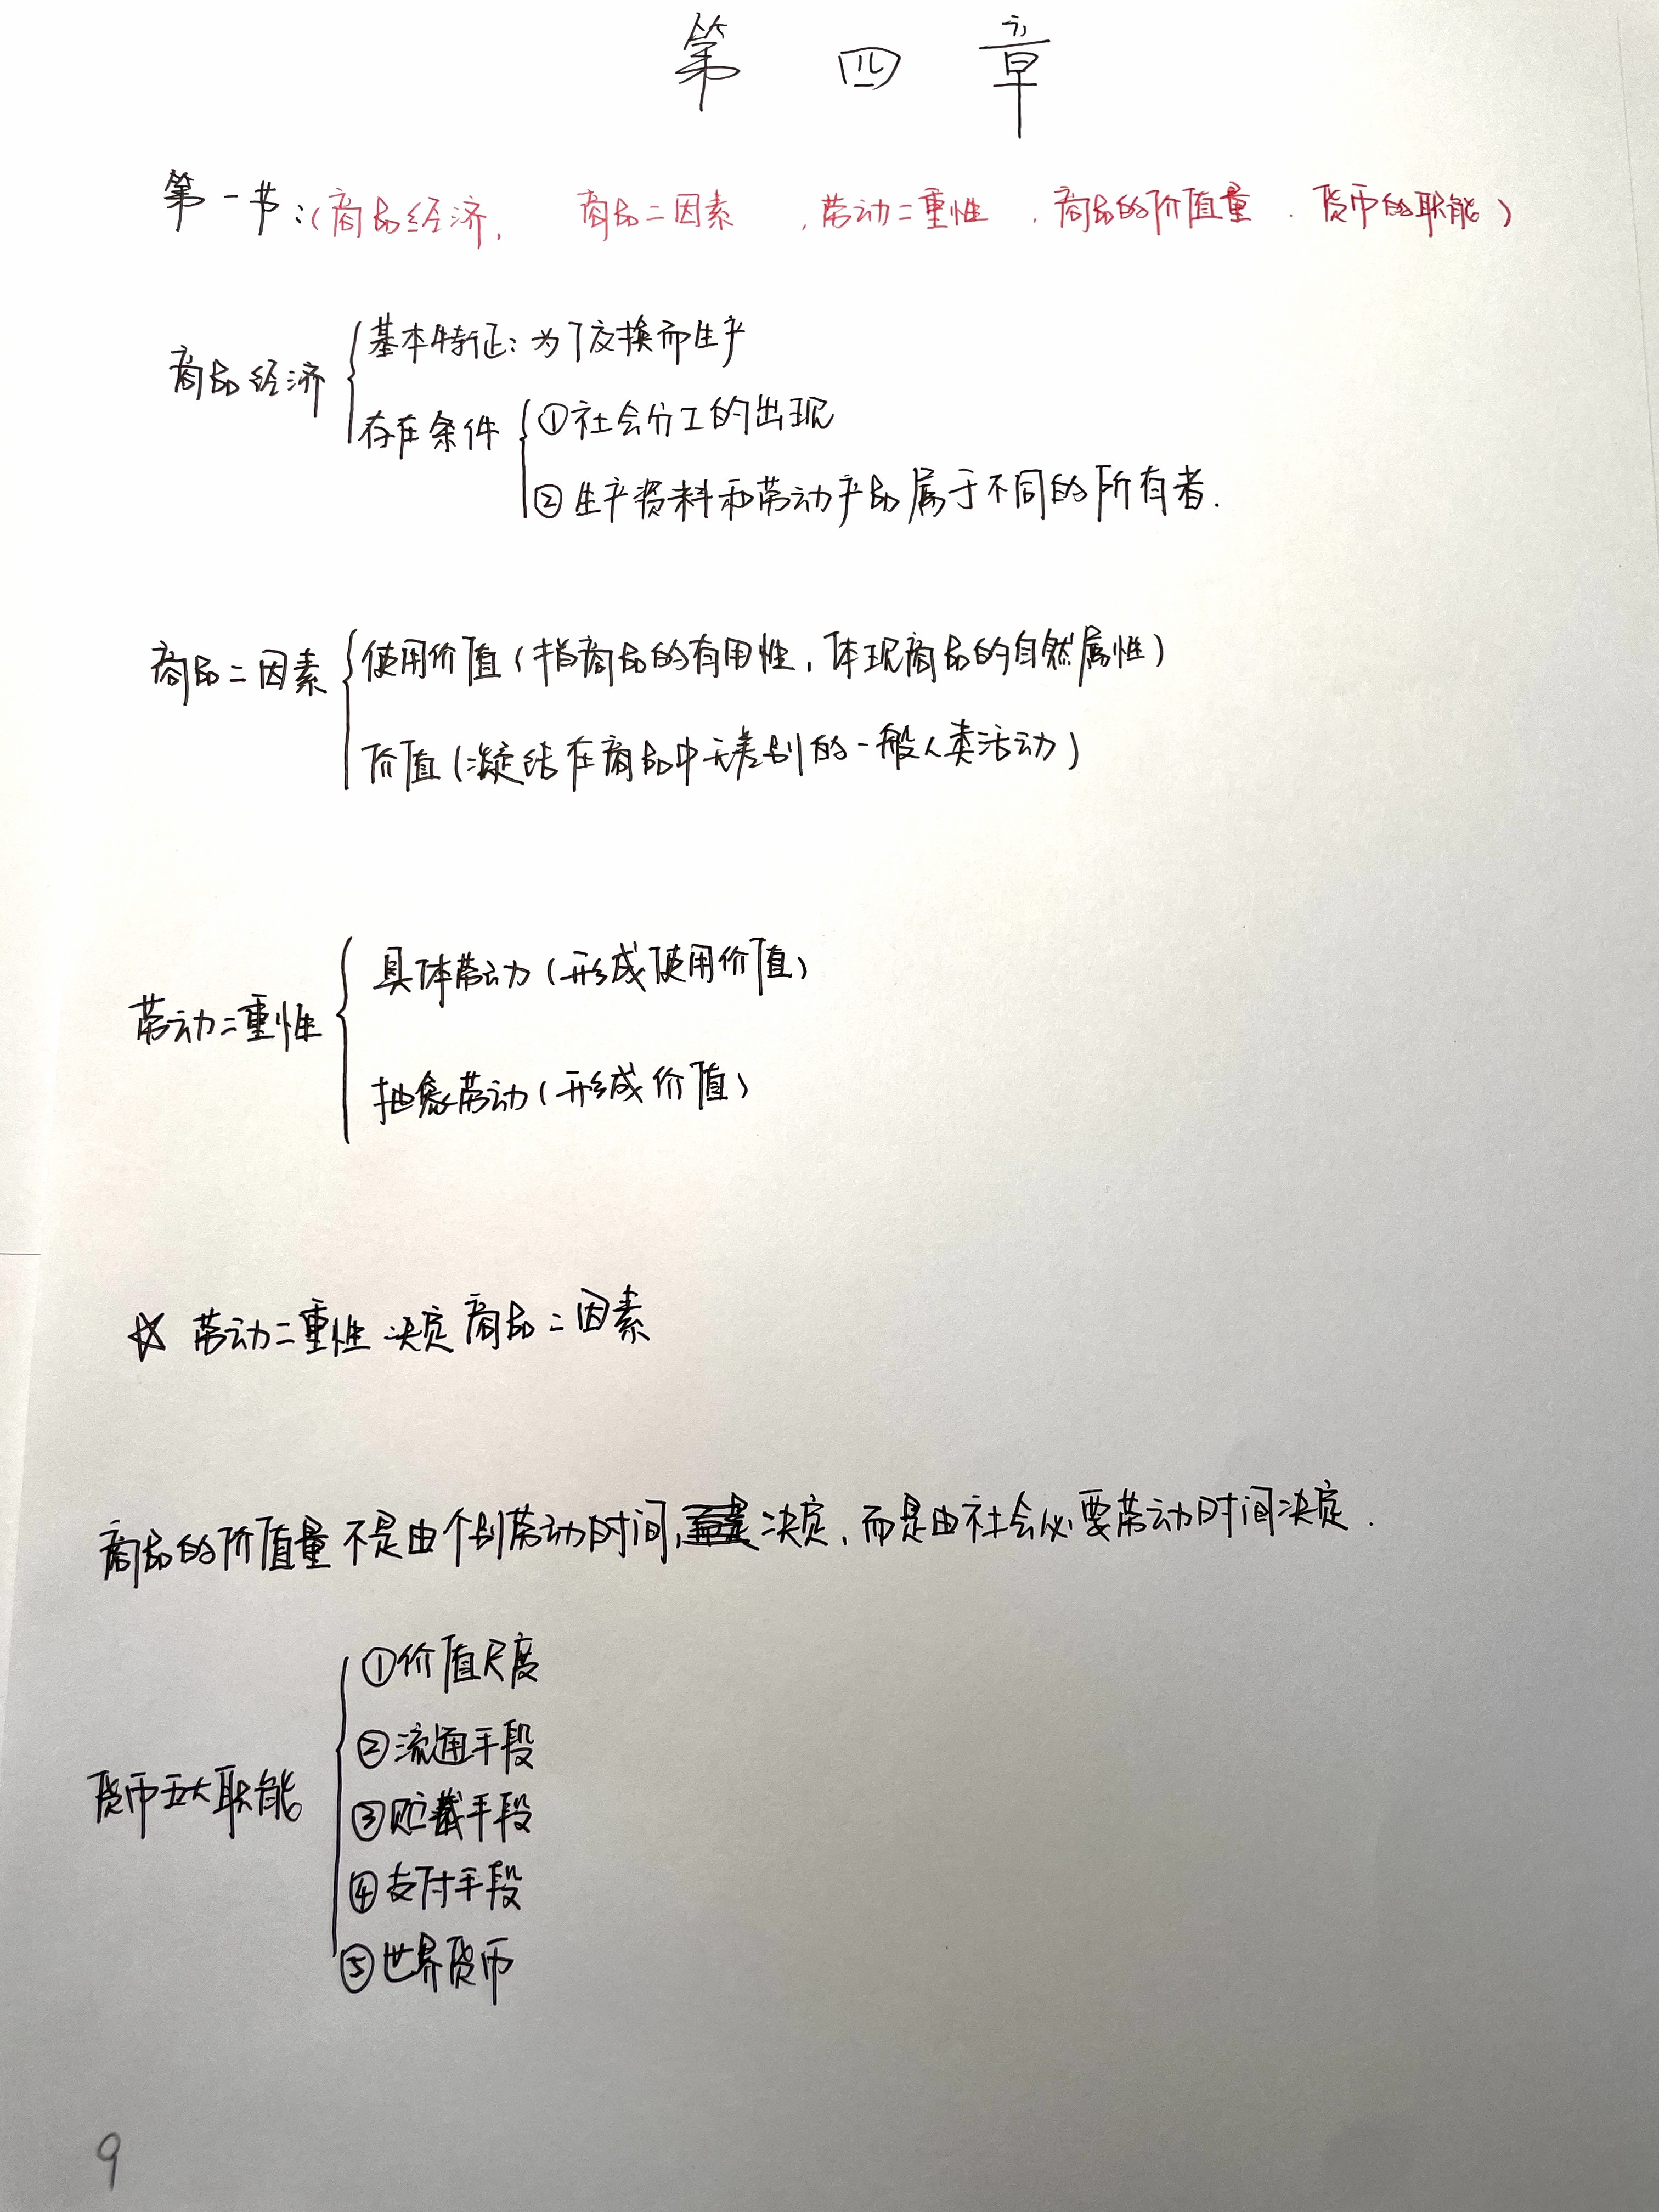 第四章
第一节:(商品经济, 商品二因素, 劳动二重性, 商品的价值量, 货币的职能)
基本特征: 为了交换而生产
商品经济
存在条件 ①社会分工的出现
②生产资料和劳动产品属于不同的所有者.
使用价值(指商品的有用性, 体现商品的自然属性)
商品二因素
价值(凝结在商品中无差别的一般人类活动)
具体劳动(形成使用价值)
劳动二重性
抽象劳动(形成价值)
☆ 劳动二重性决定商品二因素
商品的价值量不是由个别劳动时间, 决定, 而是由社会必要劳动时间决定.
①价值尺度
②流通手段
货币五大职能
③贮藏手段
④支付手段
⑤世界货币
9